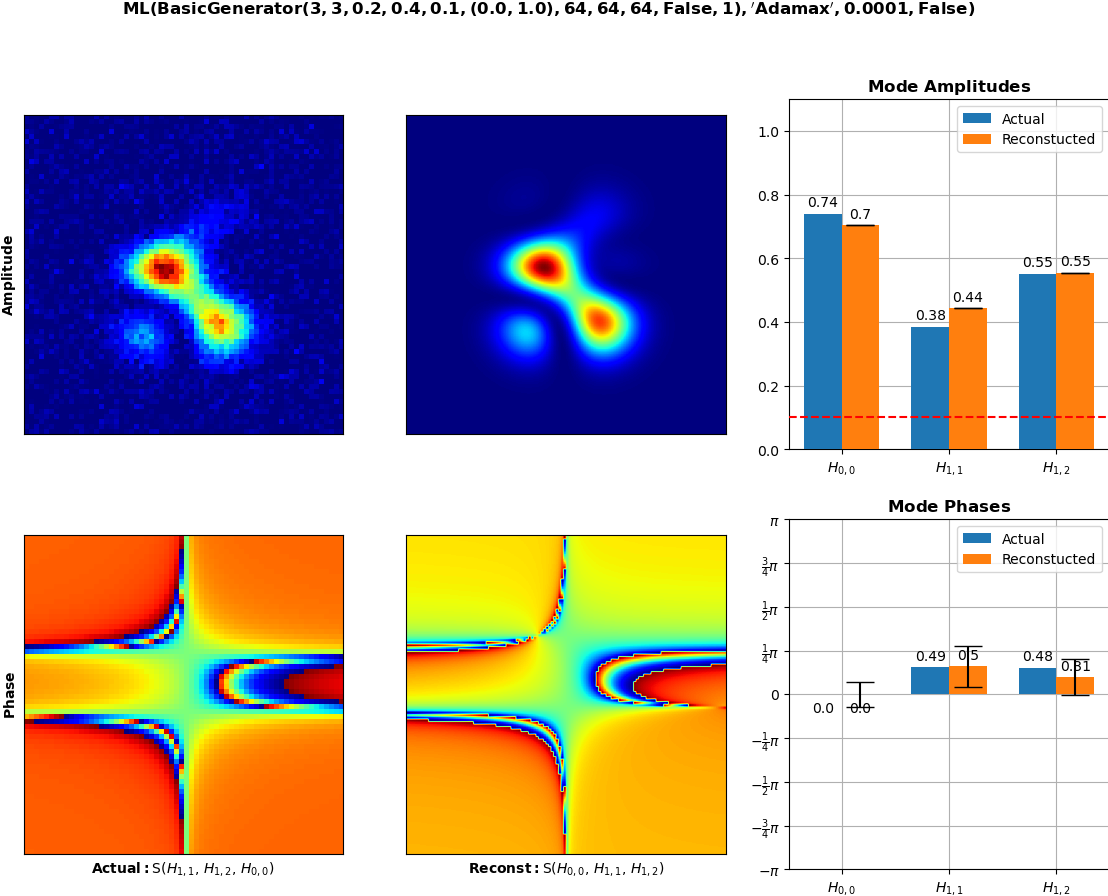 ML(BasicGenerator(3, 3, 0.2, 0.4, 0.1, (0.0, 1.0), 64, 64, 64, False, 1), ′Adamax′, 0.0001, False)
Mode Amplitudes
Amplitude
1.0
0.8
0.6
0.4
0.2
0.0
Actual
Reconstucted
0.74
0.7
0.38
0.44
0.55
0.55
H0,0
H1,1
H1,2
Mode Phases
Phase
π
3/4π
1/2π
1/4π
0
−1/4π
−1/2π
−3/4π
−π
Actual
Reconstucted
0.0
0.0
0.49
0.5
0.48
0.31
H0,0
H1,1
H1,2
Actual: S(H1,1, H1,2, H0,0)
Reconst: S(H0,0, H1,1, H1,2)